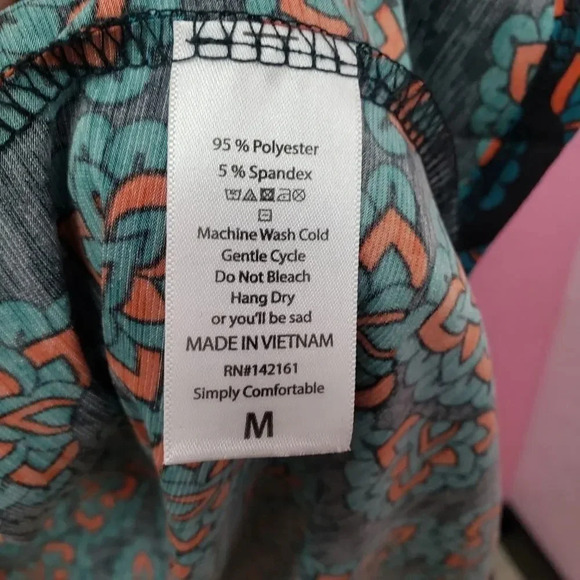 95 % Polyester
5 % Spandex
Machine Wash Cold
Gentle Cycle
Do Not Bleach
Hang Dry
or you'll be sad
MADE IN VIETNAM
RN#142161
Simply Comfortable
M